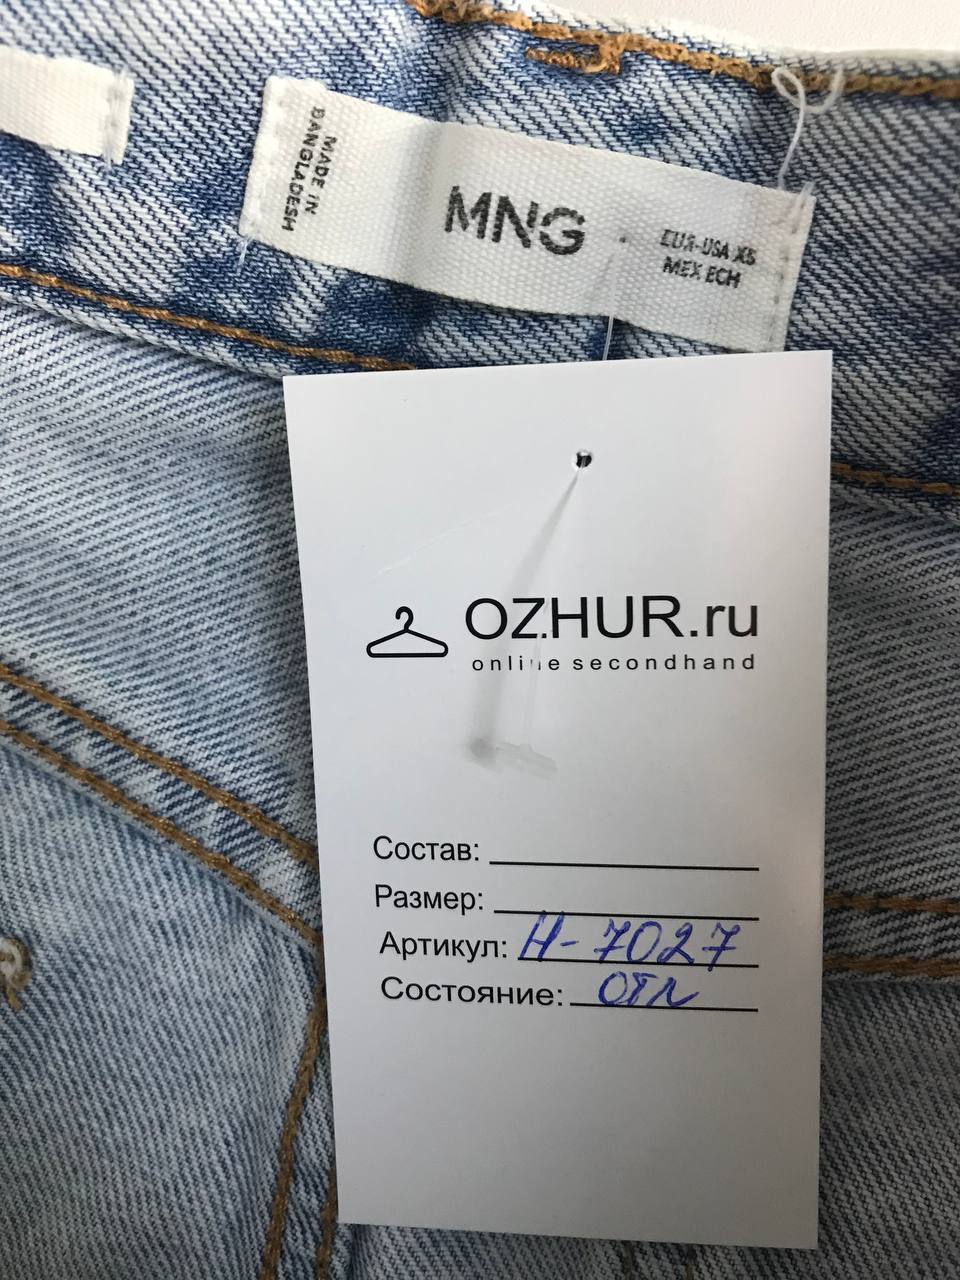 MADE IN
BANGLADESH
MNG
EUR-USA XS
MEX ECH
OZHUR.ru
online secondhand
Состав:
Размер:
Артикул: Н-7027
Состояние: отл